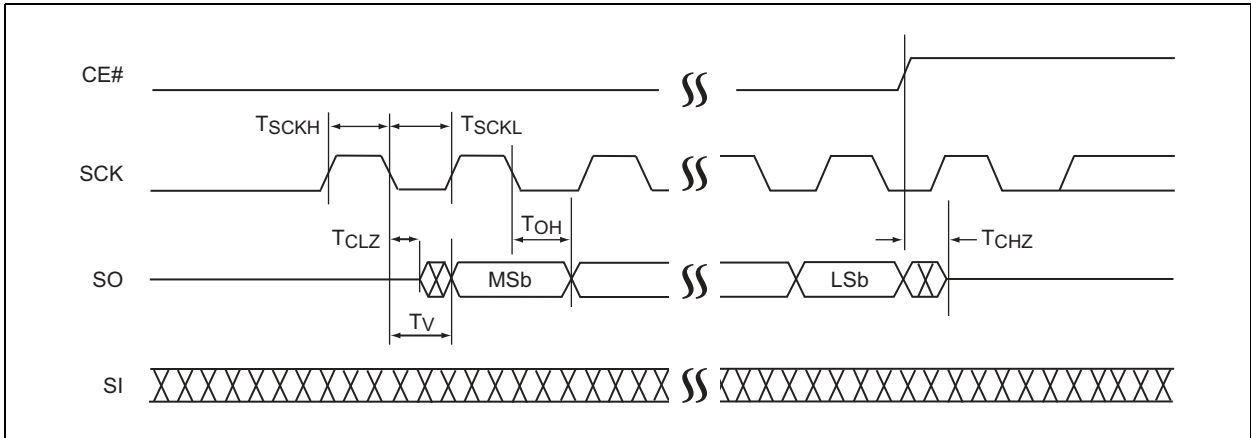 CE#
TSCKH
TSCKL
SCK
TOH
TCLZ
TCHZ
SO
MSb
LSb
TV
SI